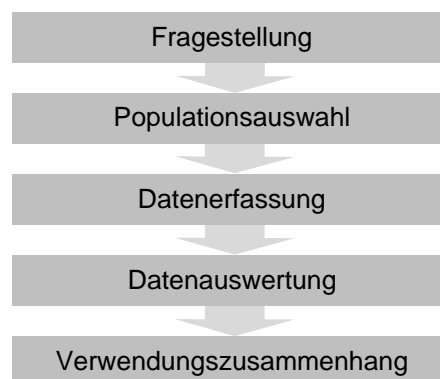 Fragestellung
Populationsauswahl
Datenerfassung
Datenauswertung
Verwendungszusammenhang